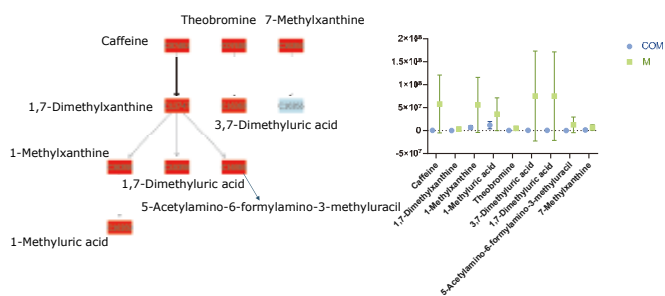 Theobromine 7-Methylxanthine
Caffeine
1,7-Dimethylxanthine
3,7-Dimethyluric acid
1-Methylxanthine
1,7-Dimethyluric acid
5-Acetylamino-6-formylamino-3-methyluracil
1-Methyluric acid
2×10⁸
1×10⁸
1×10⁸
5×10⁷
0
-5×10⁷
COM
M
Caffeine
1,7-Dimethylxanthine
1-Methylxanthine
1-Methyluric acid
Theobromine
3,7-Dimethyluric acid
1,7-Dimethyluric acid
5-Acetylamino-6-formylamino-3-methyluracil
7-Methylxanthine